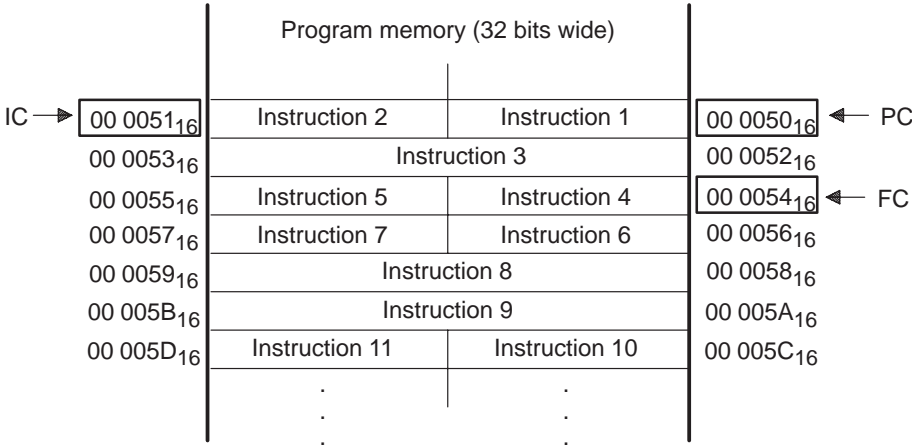 Program memory (32 bits wide)
IC 00 0051₁₆ Instruction 2 Instruction 1 00 0050₁₆ PC
00 0053₁₆ Instruction 3 00 0052₁₆
00 0055₁₆ Instruction 5 Instruction 4 00 0054₁₆ FC
00 0057₁₆ Instruction 7 Instruction 6 00 0056₁₆
00 0059₁₆ Instruction 8 00 0058₁₆
00 005B₁₆ Instruction 9 00 005A₁₆
00 005D₁₆ Instruction 11 Instruction 10 00 005C₁₆
. .
. .
. .